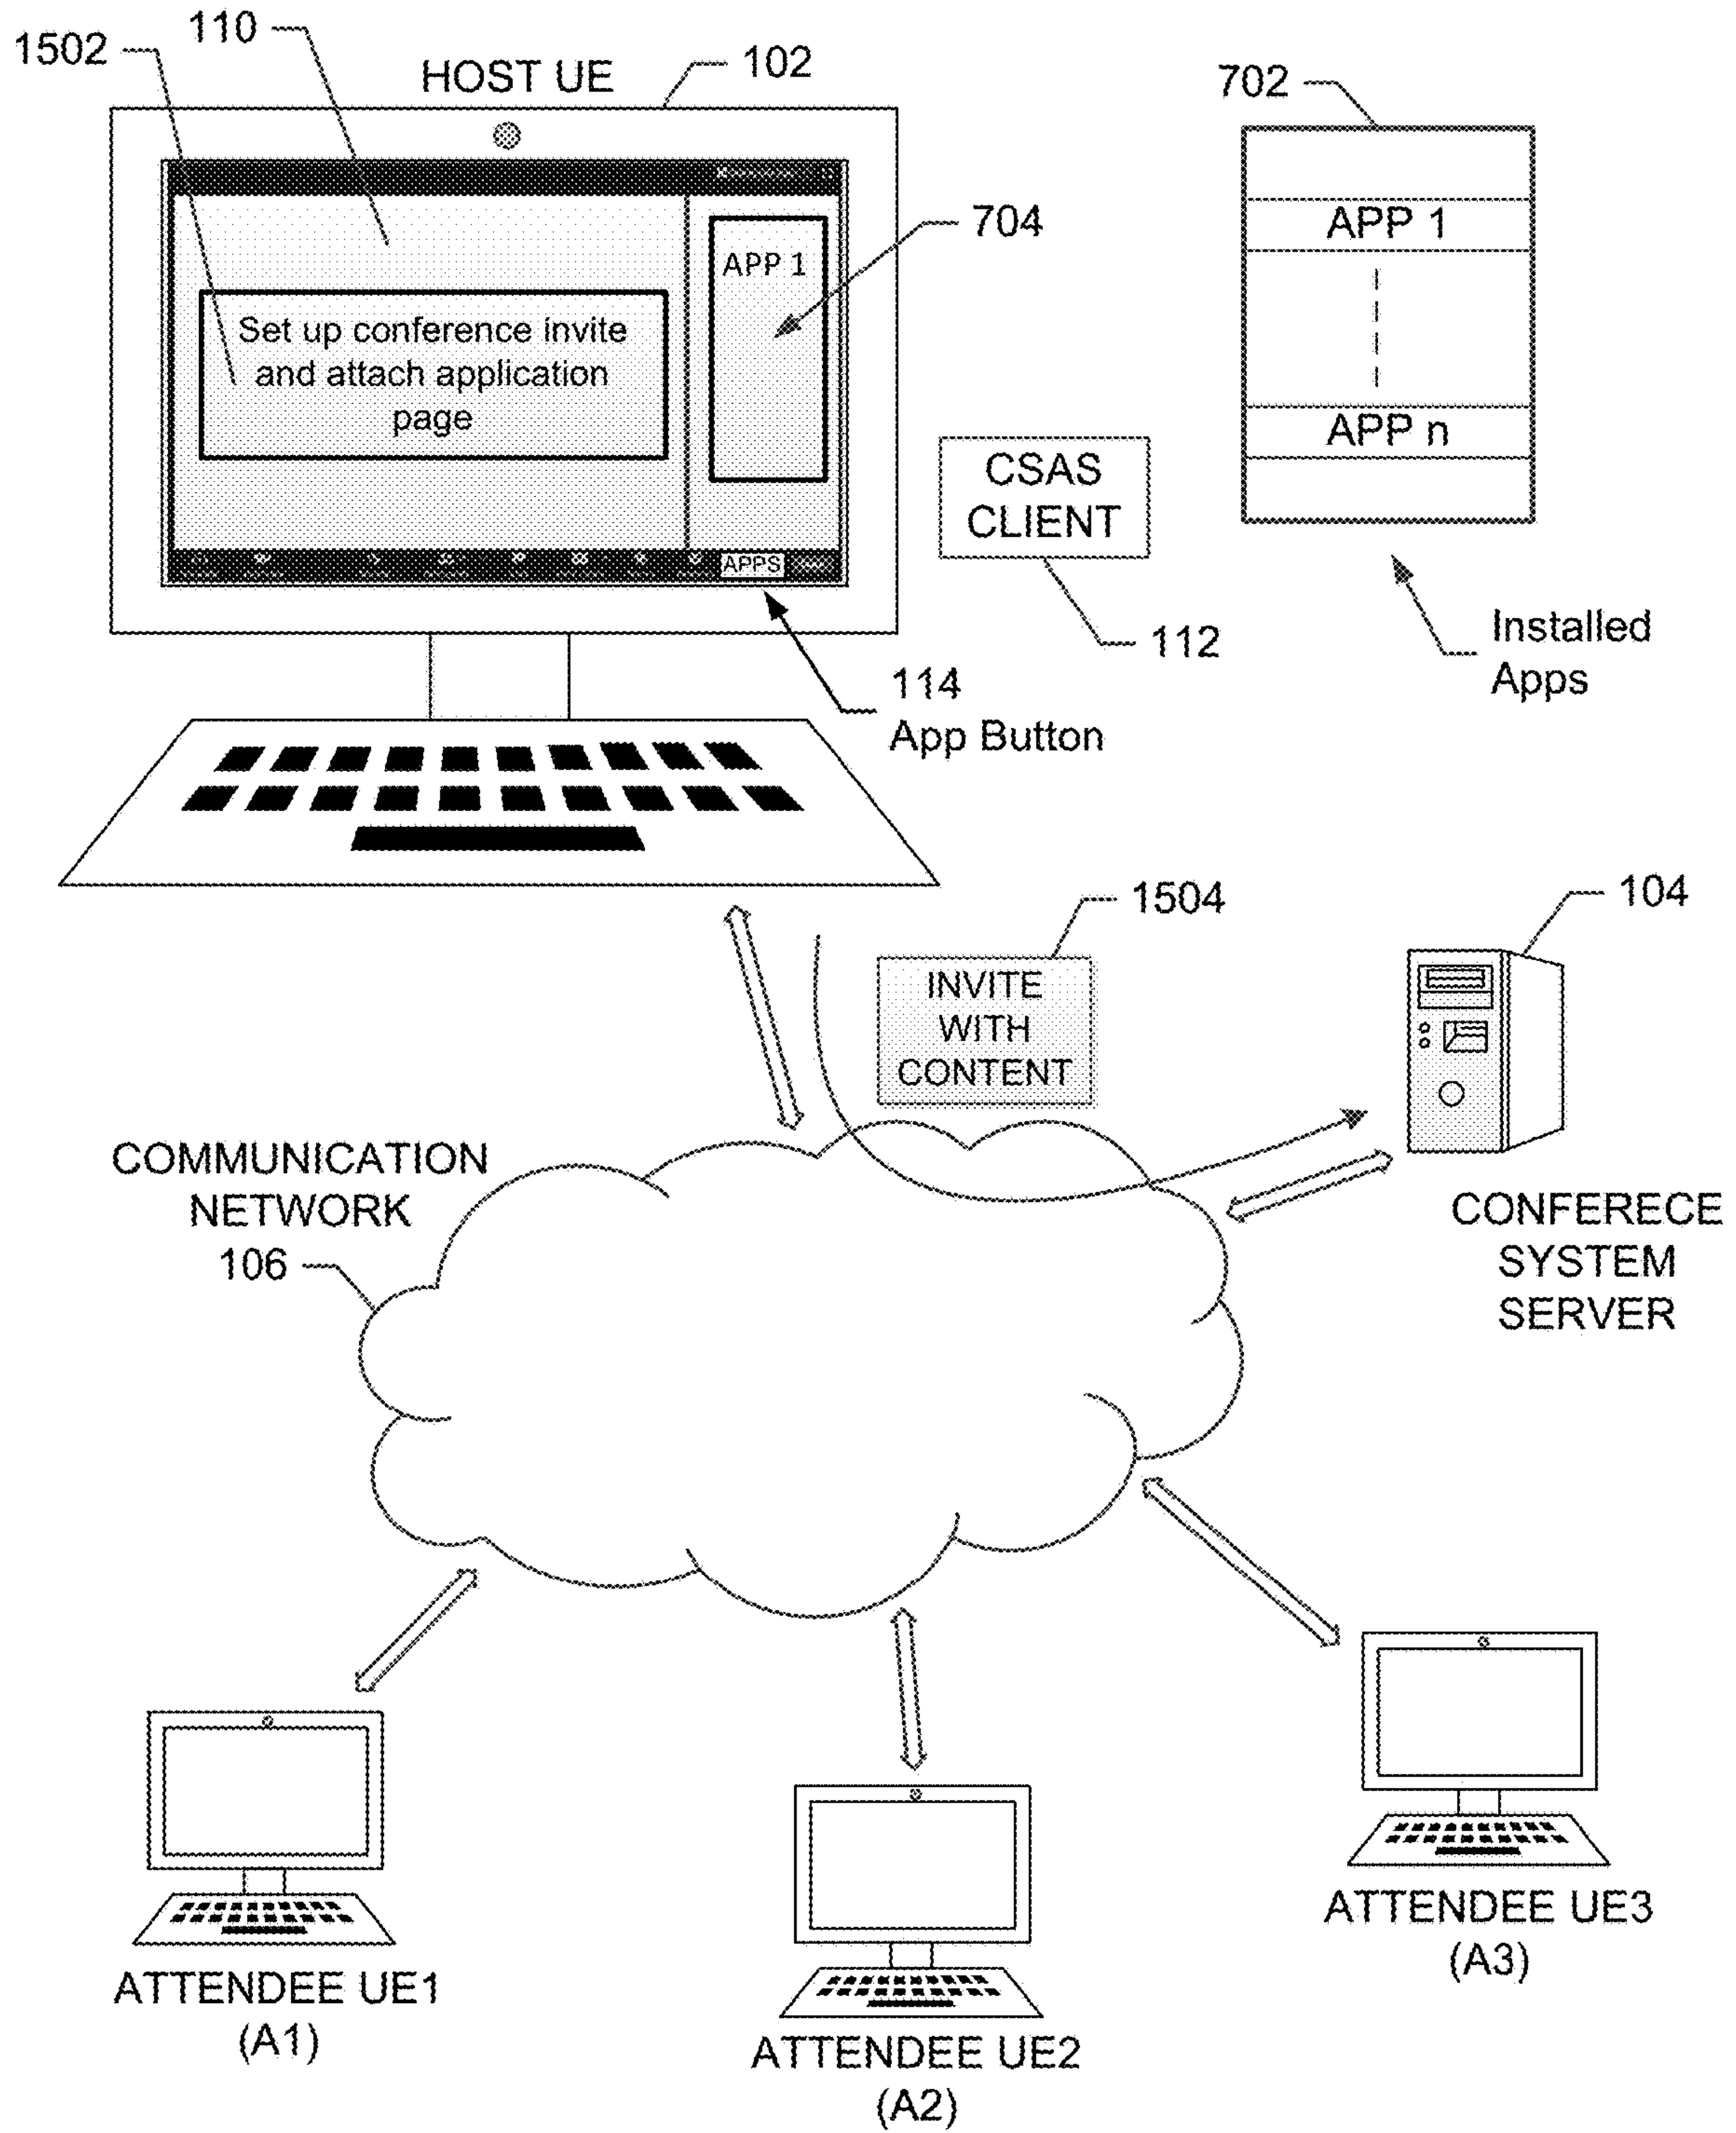 110
1502
HOST UE
102
702
704
APP 1
Set up conference invite
and attach application
page
APPS
APP 1
APP n
CSAS
CLIENT
112
Installed
Apps
114
App Button
1504
104
INVITE
WITH
CONTENT
COMMUNICATION
NETWORK
106
CONFERECE
SYSTEM
SERVER
ATTENDEE UE1
(A1)
ATTENDEE UE2
(A2)
ATTENDEE UE3
(A3)